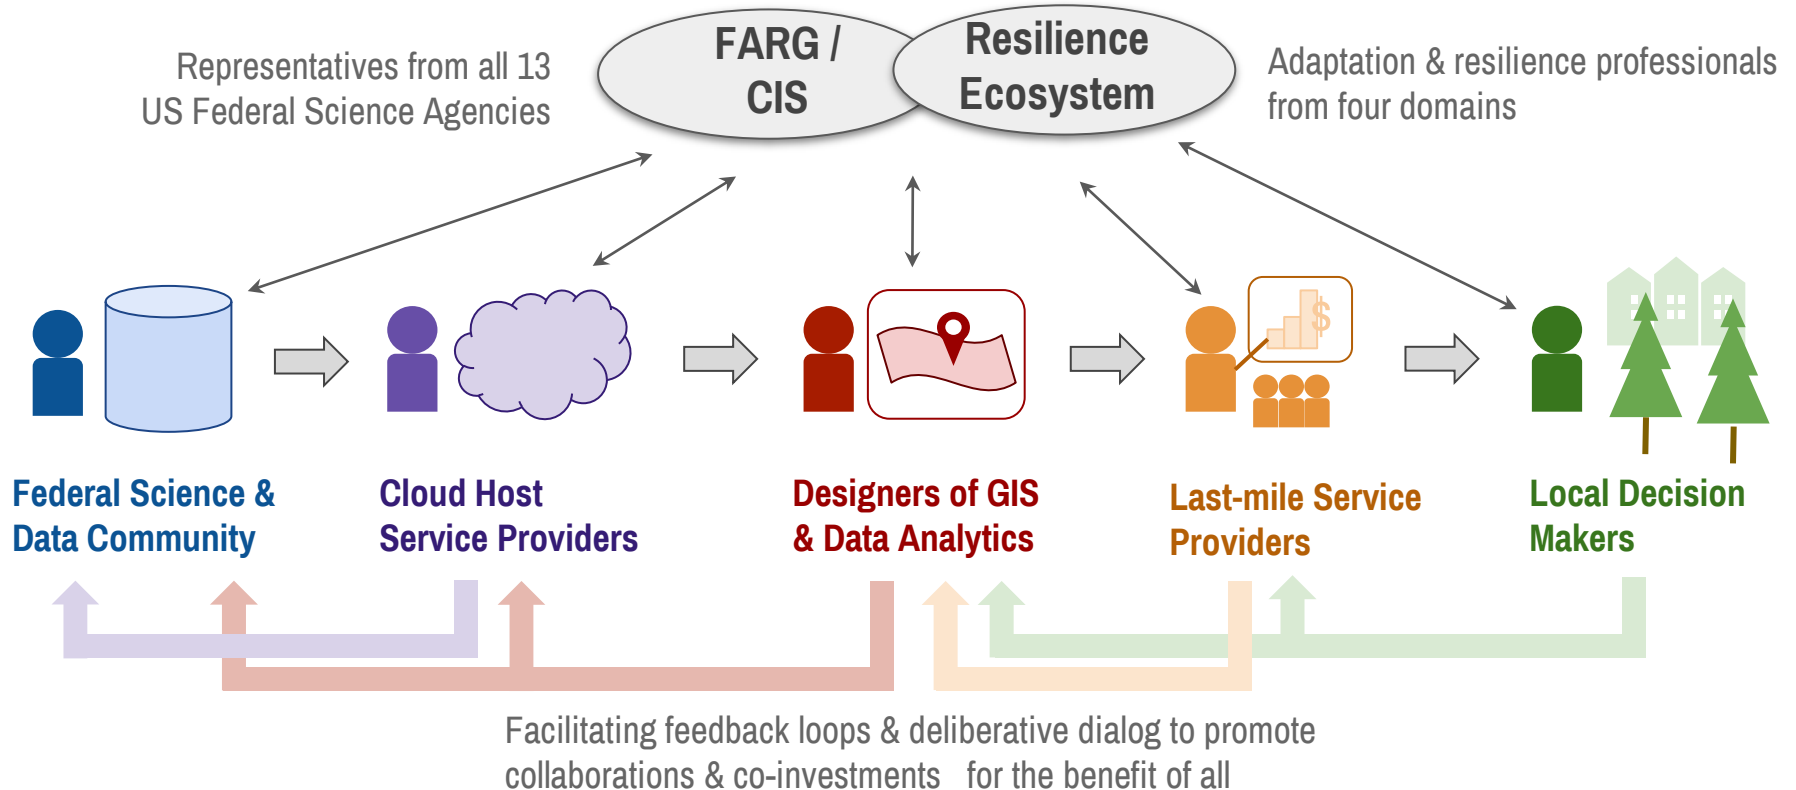 Representatives from all 13
US Federal Science Agencies
FARG /
CIS
Resilience
Ecosystem
Adaptation & resilience professionals
from four domains
$
Federal Science &
Data Community
Cloud Host
Service Providers
Designers of GIS
& Data Analytics
Last-mile Service
Providers
Local Decision
Makers
Facilitating feedback loops & deliberative dialog to promote
collaborations & co-investments for the benefit of all